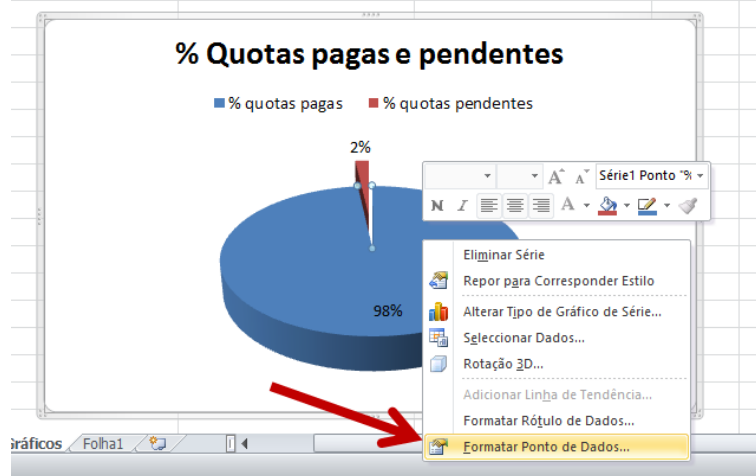 % Quotas pagas e pendentes
% quotas pagas % quotas pendentes
2%
98%
Série1 Ponto "%
N I A
Eliminar Série
Repor para Corresponder Estilo
Alterar Tipo de Gráfico de Série...
Seleccionar Dados...
Rotação 3D...
Adicionar Linha de Tendência...
Formatar Rótulo de Dados...
Formatar Ponto de Dados...
Gráficos Folha1